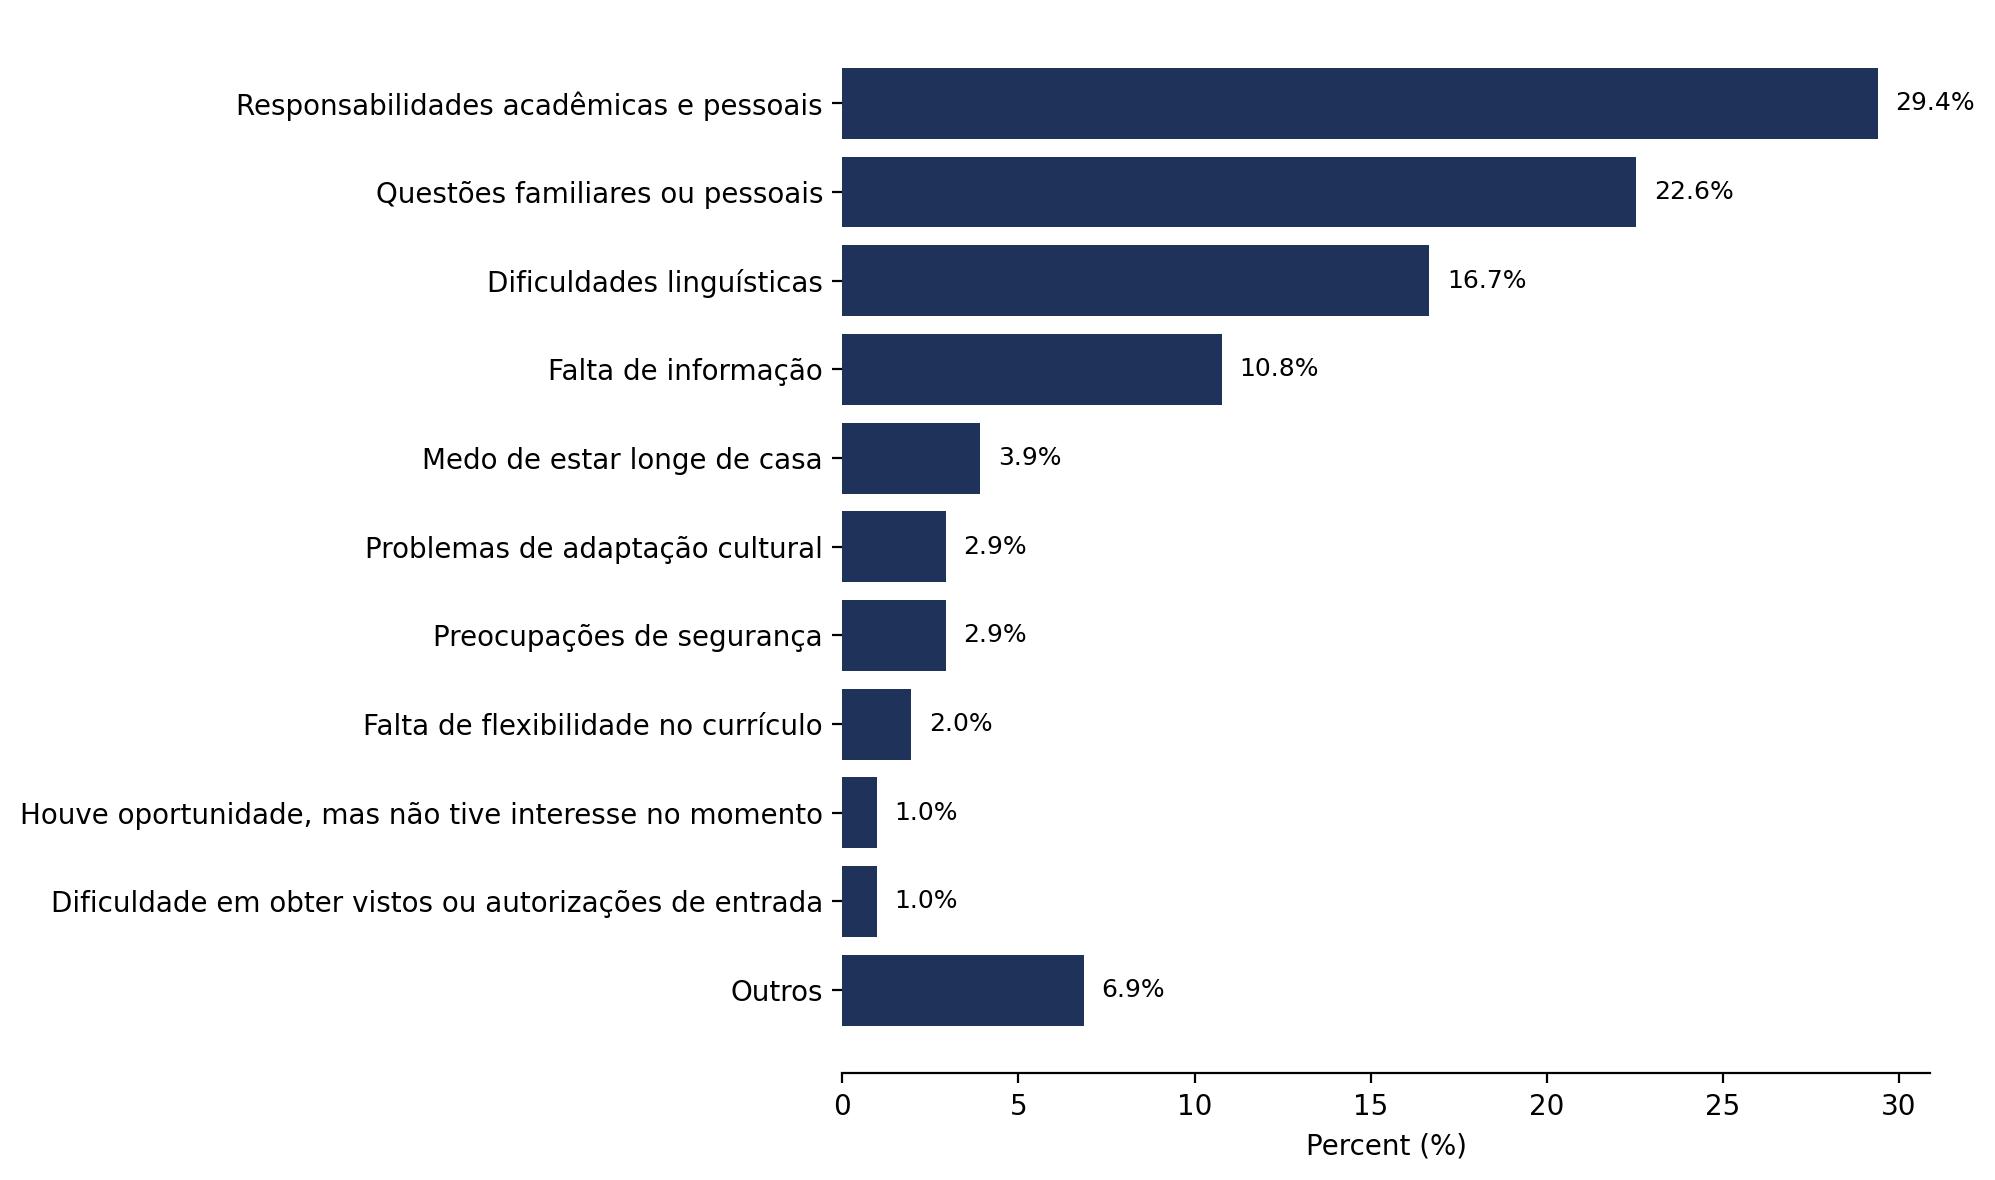 Responsabilidades acadêmicas e pessoais 29.4%
Questões familiares ou pessoais 22.6%
Dificuldades linguísticas 16.7%
Falta de informação 10.8%
Medo de estar longe de casa 3.9%
Problemas de adaptação cultural 2.9%
Preocupações de segurança 2.9%
Falta de flexibilidade no currículo 2.0%
Houve oportunidade, mas não tive interesse no momento 1.0%
Dificuldade em obter vistos ou autorizações de entrada 1.0%
Outros 6.9%
0 5 10 15 20 25 30
Percent (%)